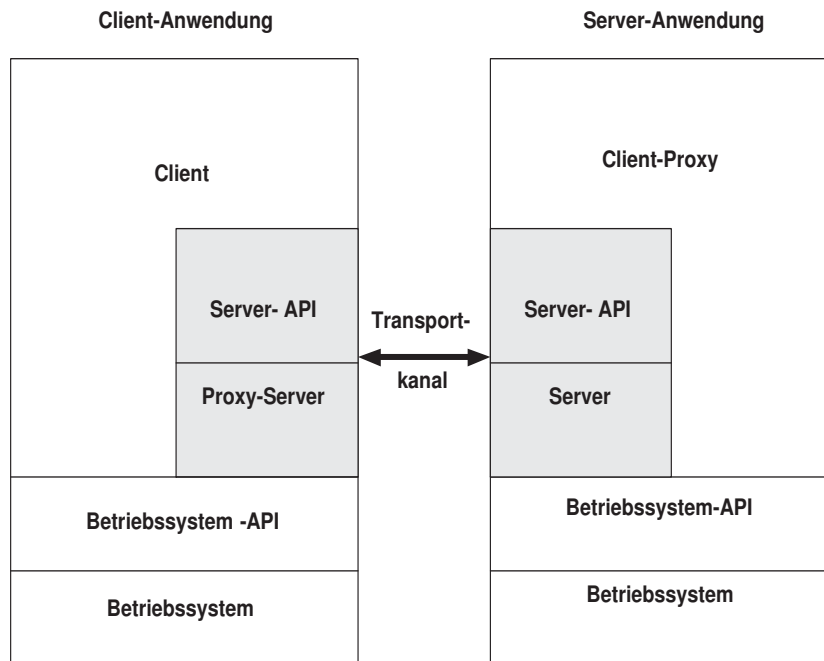 Client-Anwendung
Server-Anwendung
Client
Client-Proxy
Server- API
Transport-
kanal
Server- API
Proxy-Server
Server
Betriebssystem -API
Betriebssystem-API
Betriebssystem
Betriebssystem